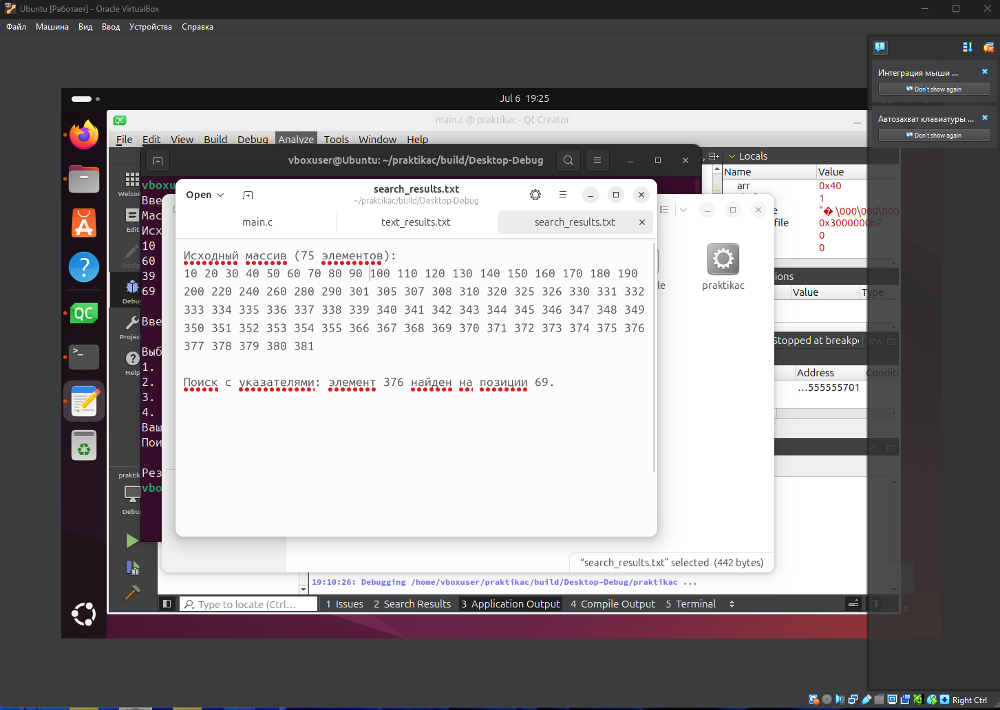 Ubuntu [Работает] - Oracle VirtualBox
Файл Машина Вид Ввод Устройства Справка
Интеграция мыши ...
Don't show again
Автозахват клавиатуры ...
Don't show again
Jul 6 19:25
main.c @ praktikac - Qt Creator
File Edit View Build Debug Analyze Tools Window Help
vboxuser@Ubuntu: ~/praktikac/build/Desktop-Debug
Locals
Name Value
arr 0x40
1
"�\000\000\000
file 0x3000000b7
0
0
Welcom
Edit
Design
Debug
Projec
Help
praktik
Debug
vboxu
Вве
Мас
Исх
10
60
39
69
Вве
Выб
1.
2.
3.
4.
Ваш
Пои
Рез
vbo
Open
search_results.txt
~/praktikac/build/Desktop-Debug
main.c text_results.txt search_results.txt
Исходный массив (75 элементов):
10 20 30 40 50 60 70 80 90 100 110 120 130 140 150 160 170 180 190
200 220 240 260 280 290 301 305 307 308 310 320 325 326 330 331 332
333 334 335 336 337 338 339 340 341 342 343 344 345 346 347 348 349
350 351 352 353 354 355 366 367 368 369 370 371 372 373 374 375 376
377 378 379 380 381
Поиск с указателями: элемент 376 найден на позиции 69.
le
praktikac
ions
Value Type
Stopped at breakpo
iew
Address Conditi
...555555701
“search_results.txt” selected (442 bytes)
19:10:26: Debugging /home/vboxuser/praktikac/build/Desktop-Debug/praktikac ...
Type to locate (Ctrl... 1 Issues 2 Search Results 3 Application Output 4 Compile Output 5 Terminal
Right Ctrl